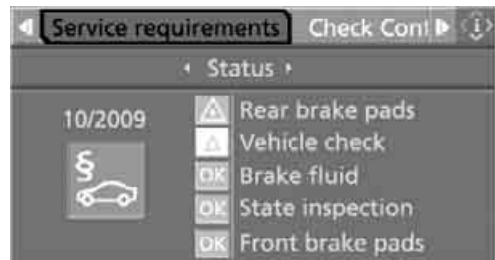 Service requirements Check Cont
Status
10/2009
Rear brake pads
§
Vehicle check
OK Brake fluid
OK State inspection
OK Front brake pads